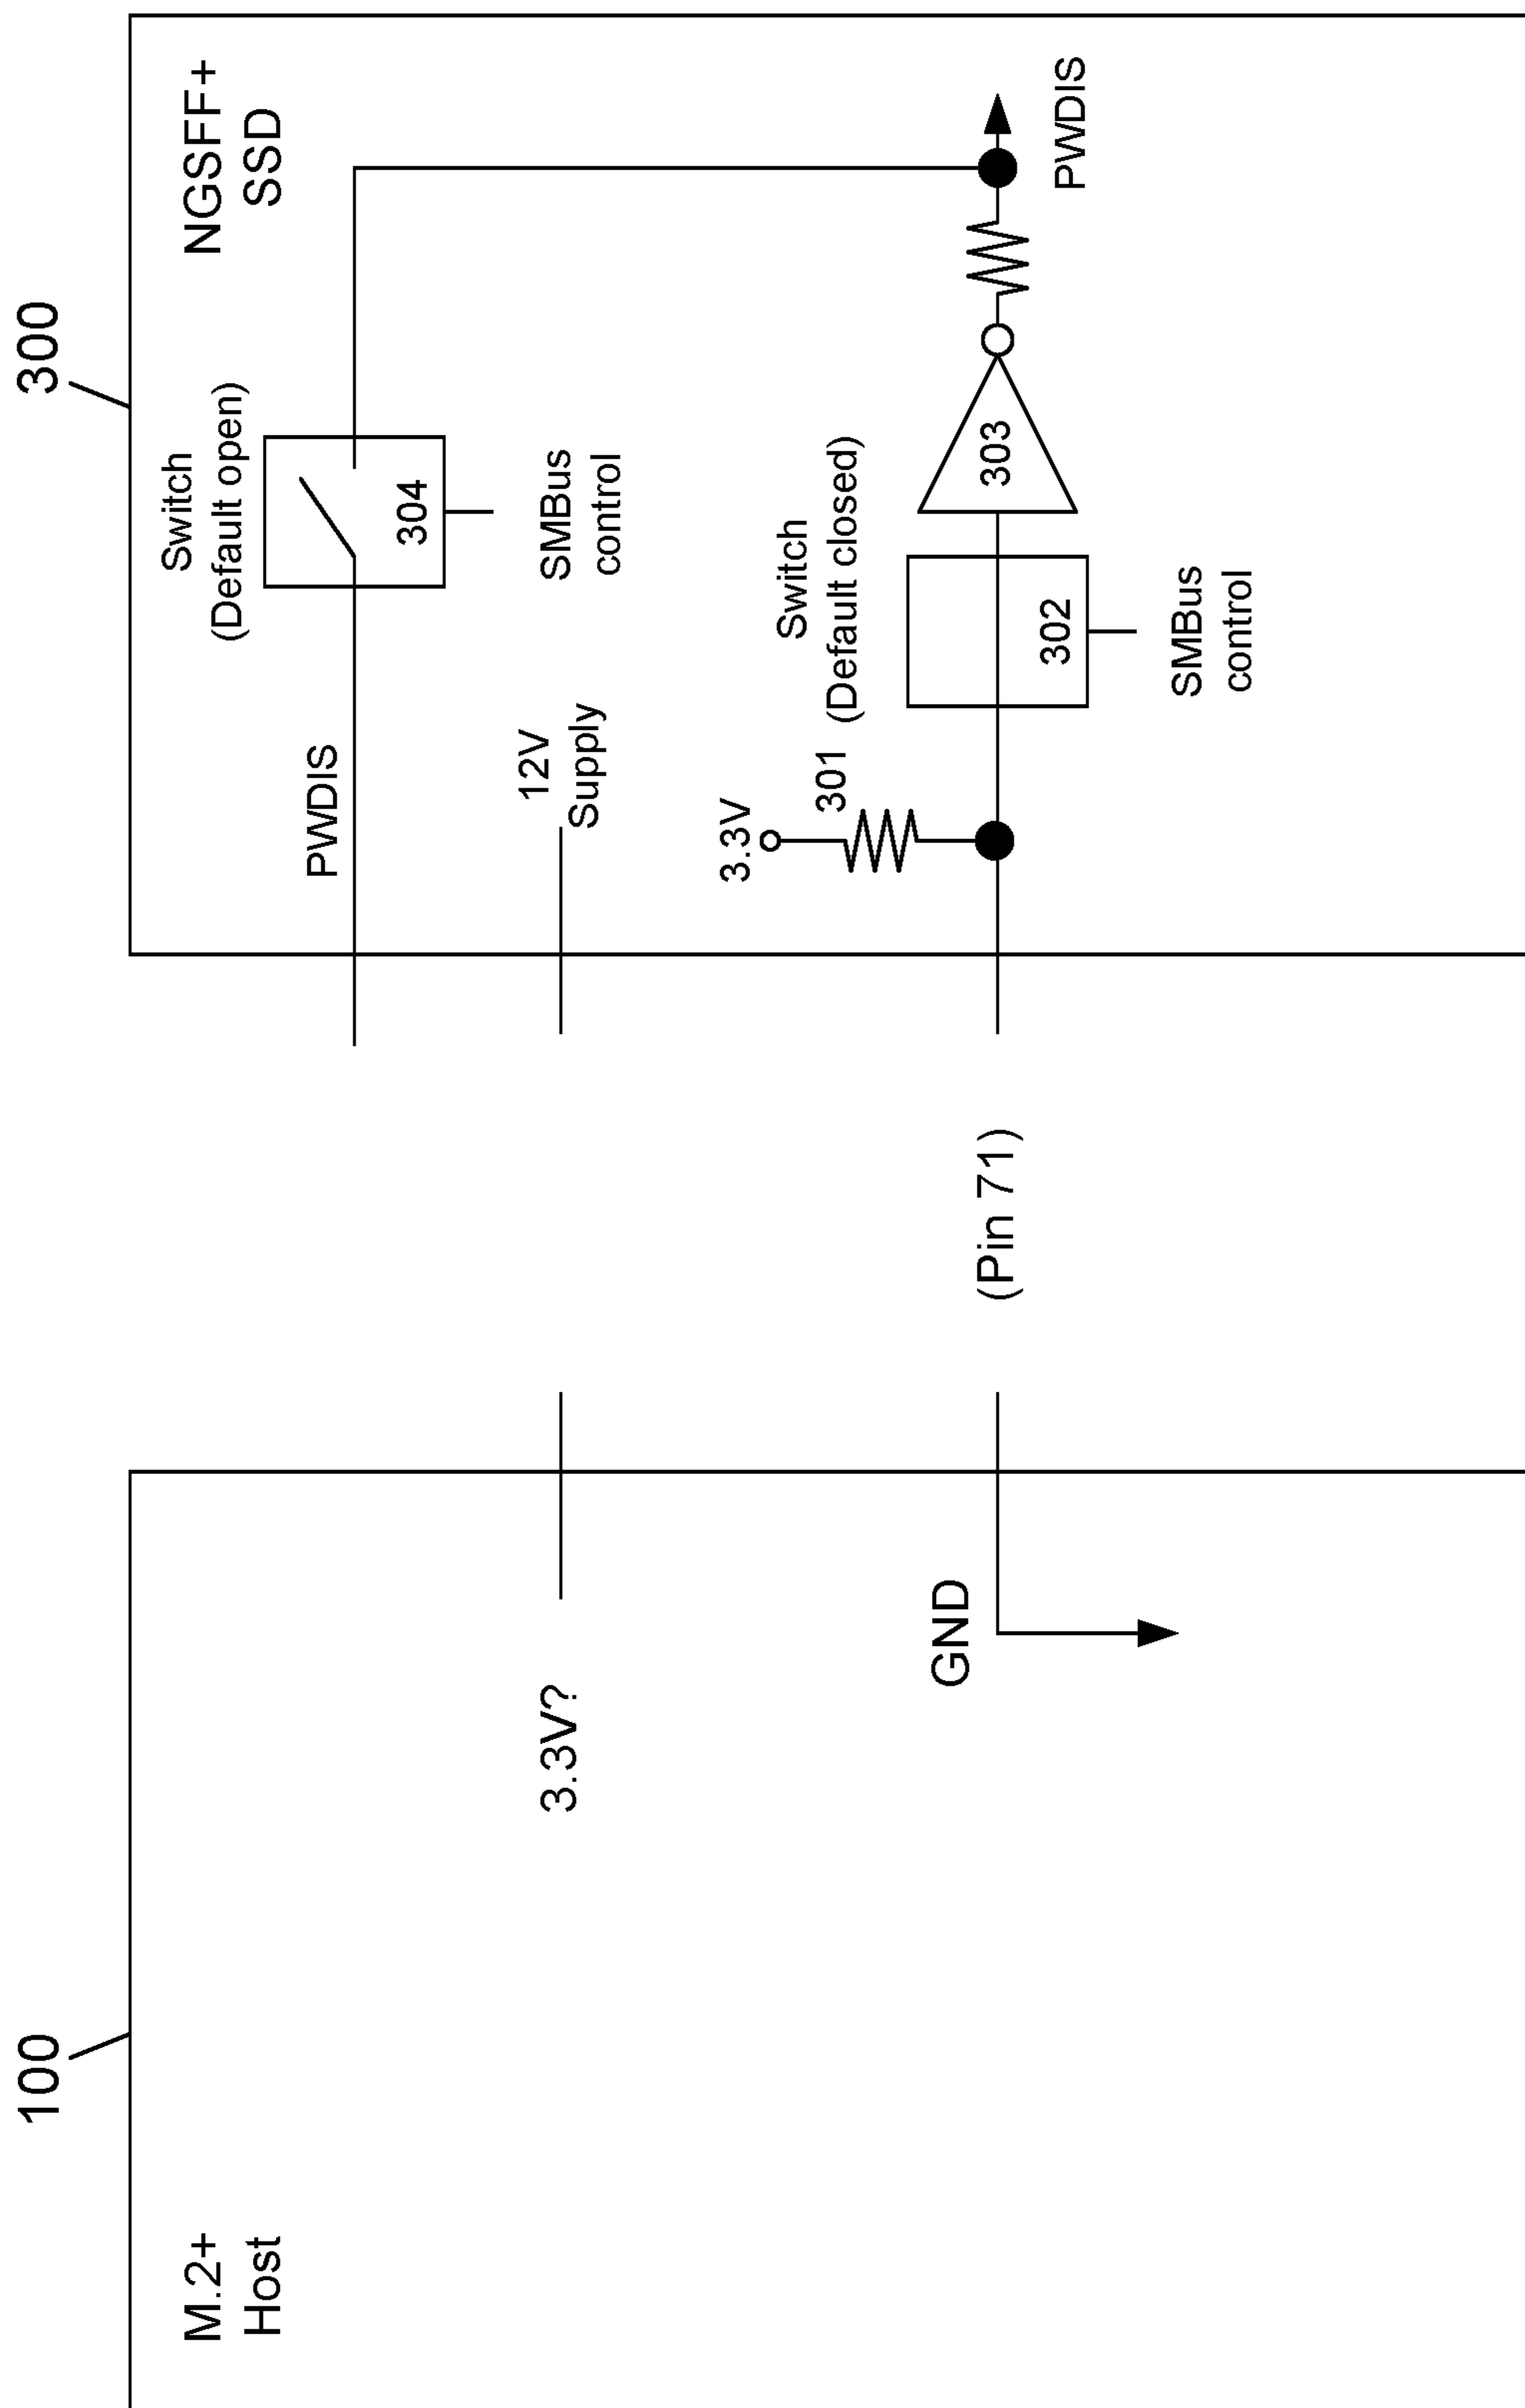 100
M.2+
Host
3.3V?
GND
(Pin 71)
300
NGSFF+
SSD
PWDIS
Switch
(Default open)
304
SMBus
control
12V
Supply
3.3V
301
Switch
(Default closed)
302
SMBus
control
303
PWDIS